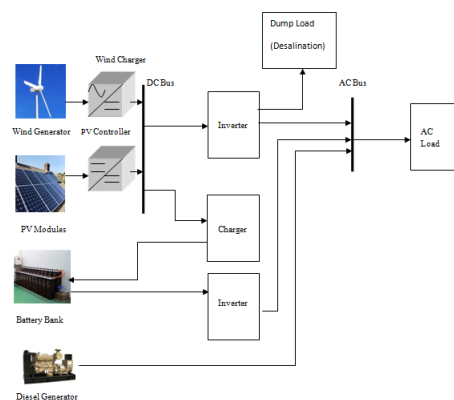 Dump Load
(Desalination)
Wind Charger
DC Bus
AC Bus
Wind Generator
PV Controller
Inverter
AC
Load
PV Modules
Charger
Battery Bank
Inverter
Diesel Generator